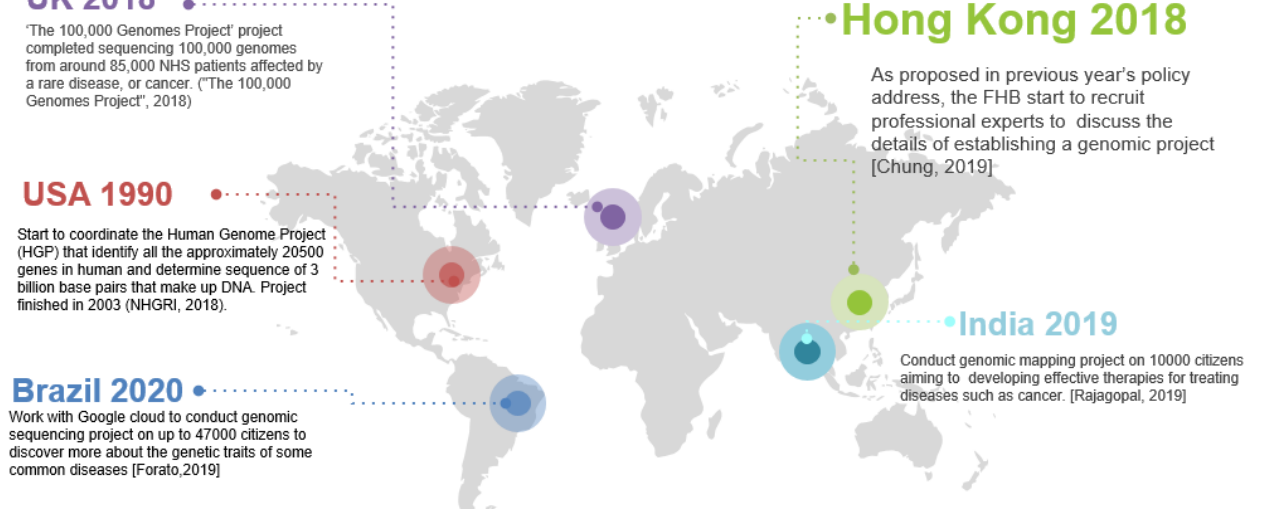 UK 2018
'The 100,000 Genomes Project' project
completed sequencing 100,000 genomes
from around 85,000 NHS patients affected by
a rare disease, or cancer. ("The 100,000
Genomes Project", 2018)
Hong Kong 2018
As proposed in previous year's policy
address, the FHB start to recruit
professional experts to discuss the
details of establishing a genomic project
[Chung, 2019]
USA 1990
Start to coordinate the Human Genome Project
(HGP) that identify all the approximately 20500
genes in human and determine sequence of 3
billion base pairs that make up DNA. Project
finished in 2003 (NHGRI, 2018).
India 2019
Conduct genomic mapping project on 10000 citizens
aiming to developing effective therapies for treating
diseases such as cancer. [Rajagopal, 2019]
Brazil 2020
Work with Google cloud to conduct genomic
sequencing project on up to 47000 citizens to
discover more about the genetic traits of some
common diseases [Forato,2019]